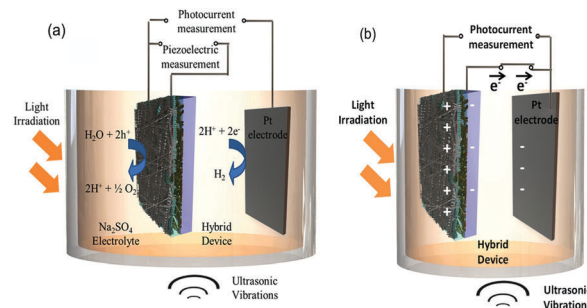 (a)
Photocurrent
measurement
Piezoelectric
measurement
Light
Irradiation
H₂O + 2h⁺
2H⁺ + ½ O₂
2H⁺ + 2e⁻
H₂
Pt
electrode
Na₂SO₄
Electrolyte
Hybrid
Device
Ultrasonic
Vibrations
(b)
Photocurrent
measurement
e⁻ e⁻
Light
Irradiation
Pt
electrode
+ -
+ -
+ - -
+ - -
+ - -
+
Hybrid
Device
Ultrasonic
Vibrations